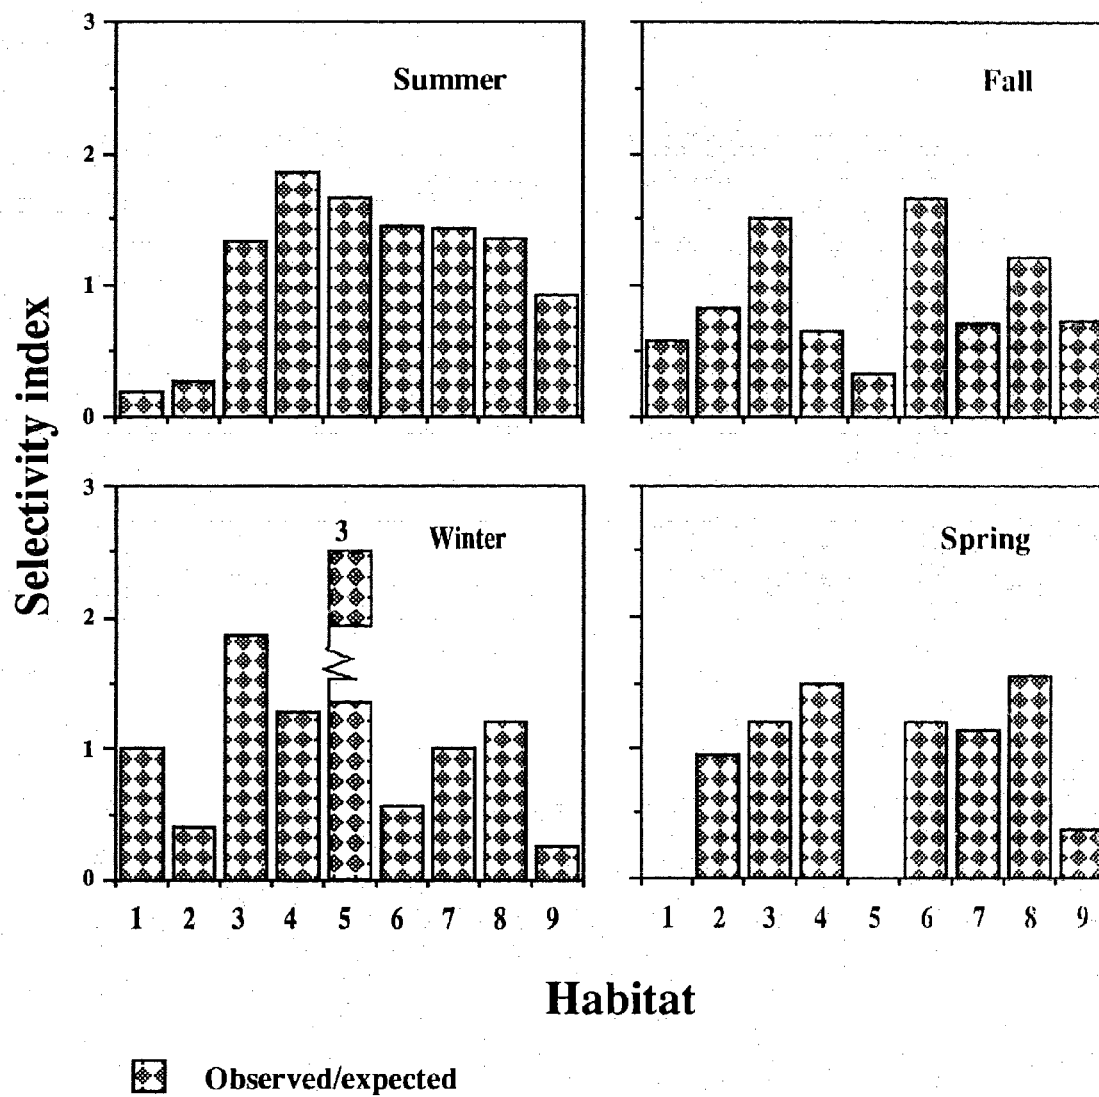 Selectivity index
3
2
1
0
Summer
Fall
3
2
1
0
3
Winter
Spring
1 2 3 4 5 6 7 8 9
1 2 3 4 5 6 7 8 9
Habitat
Observed/expected